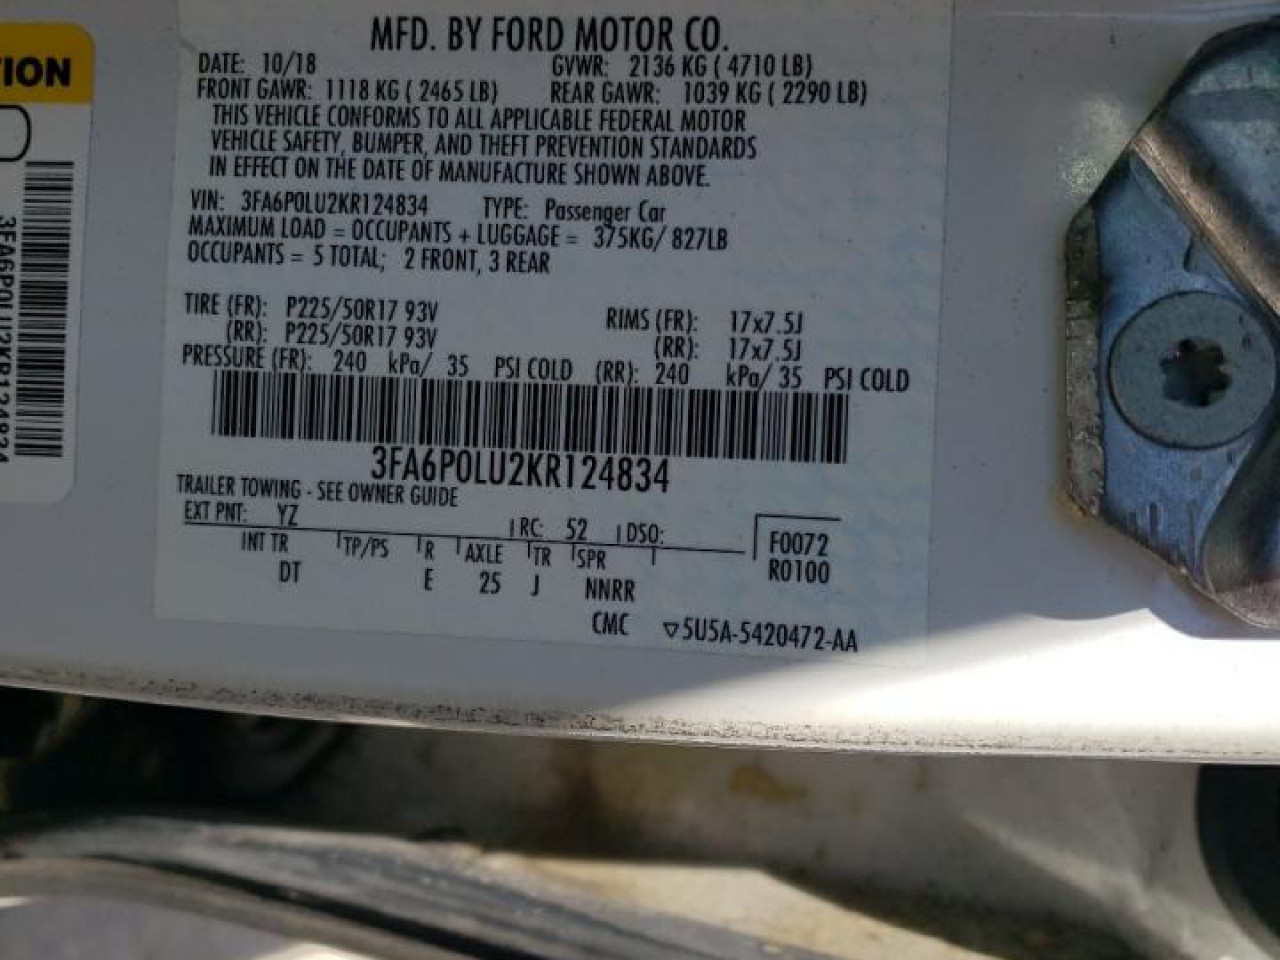 TION
3FA6P0LU2KR124834
MFD. BY FORD MOTOR CO.
DATE: 10/18 GVWR: 2136 KG ( 4710 LB)
FRONT GAWR: 1118 KG ( 2465 LB) REAR GAWR: 1039 KG ( 2290 LB)
THIS VEHICLE CONFORMS TO ALL APPLICABLE FEDERAL MOTOR
VEHICLE SAFETY, BUMPER, AND THEFT PREVENTION STANDARDS
IN EFFECT ON THE DATE OF MANUFACTURE SHOWN ABOVE.
VIN: 3FA6P0LU2KR124834 TYPE: Passenger Car
MAXIMUM LOAD = OCCUPANTS + LUGGAGE = 375KG/ 827LB
OCCUPANTS = 5 TOTAL; 2 FRONT, 3 REAR
TIRE (FR): P225/50R17 93V RIMS (FR): 17x7.5J
(RR): P225/50R17 93V (RR): 17x7.5J
PRESSURE (FR): 240 kPa/ 35 PSI COLD (RR): 240 kPa/ 35 PSI COLD
3FA6P0LU2KR124834
TRAILER TOWING - SEE OWNER GUIDE
EXT PNT: YZ RC: 52 DSO: F0072
INT TR TP/PS R AXLE TR SPR R0100
DT E 25 J NNRR
CMC ▽5U5A-5420472-AA